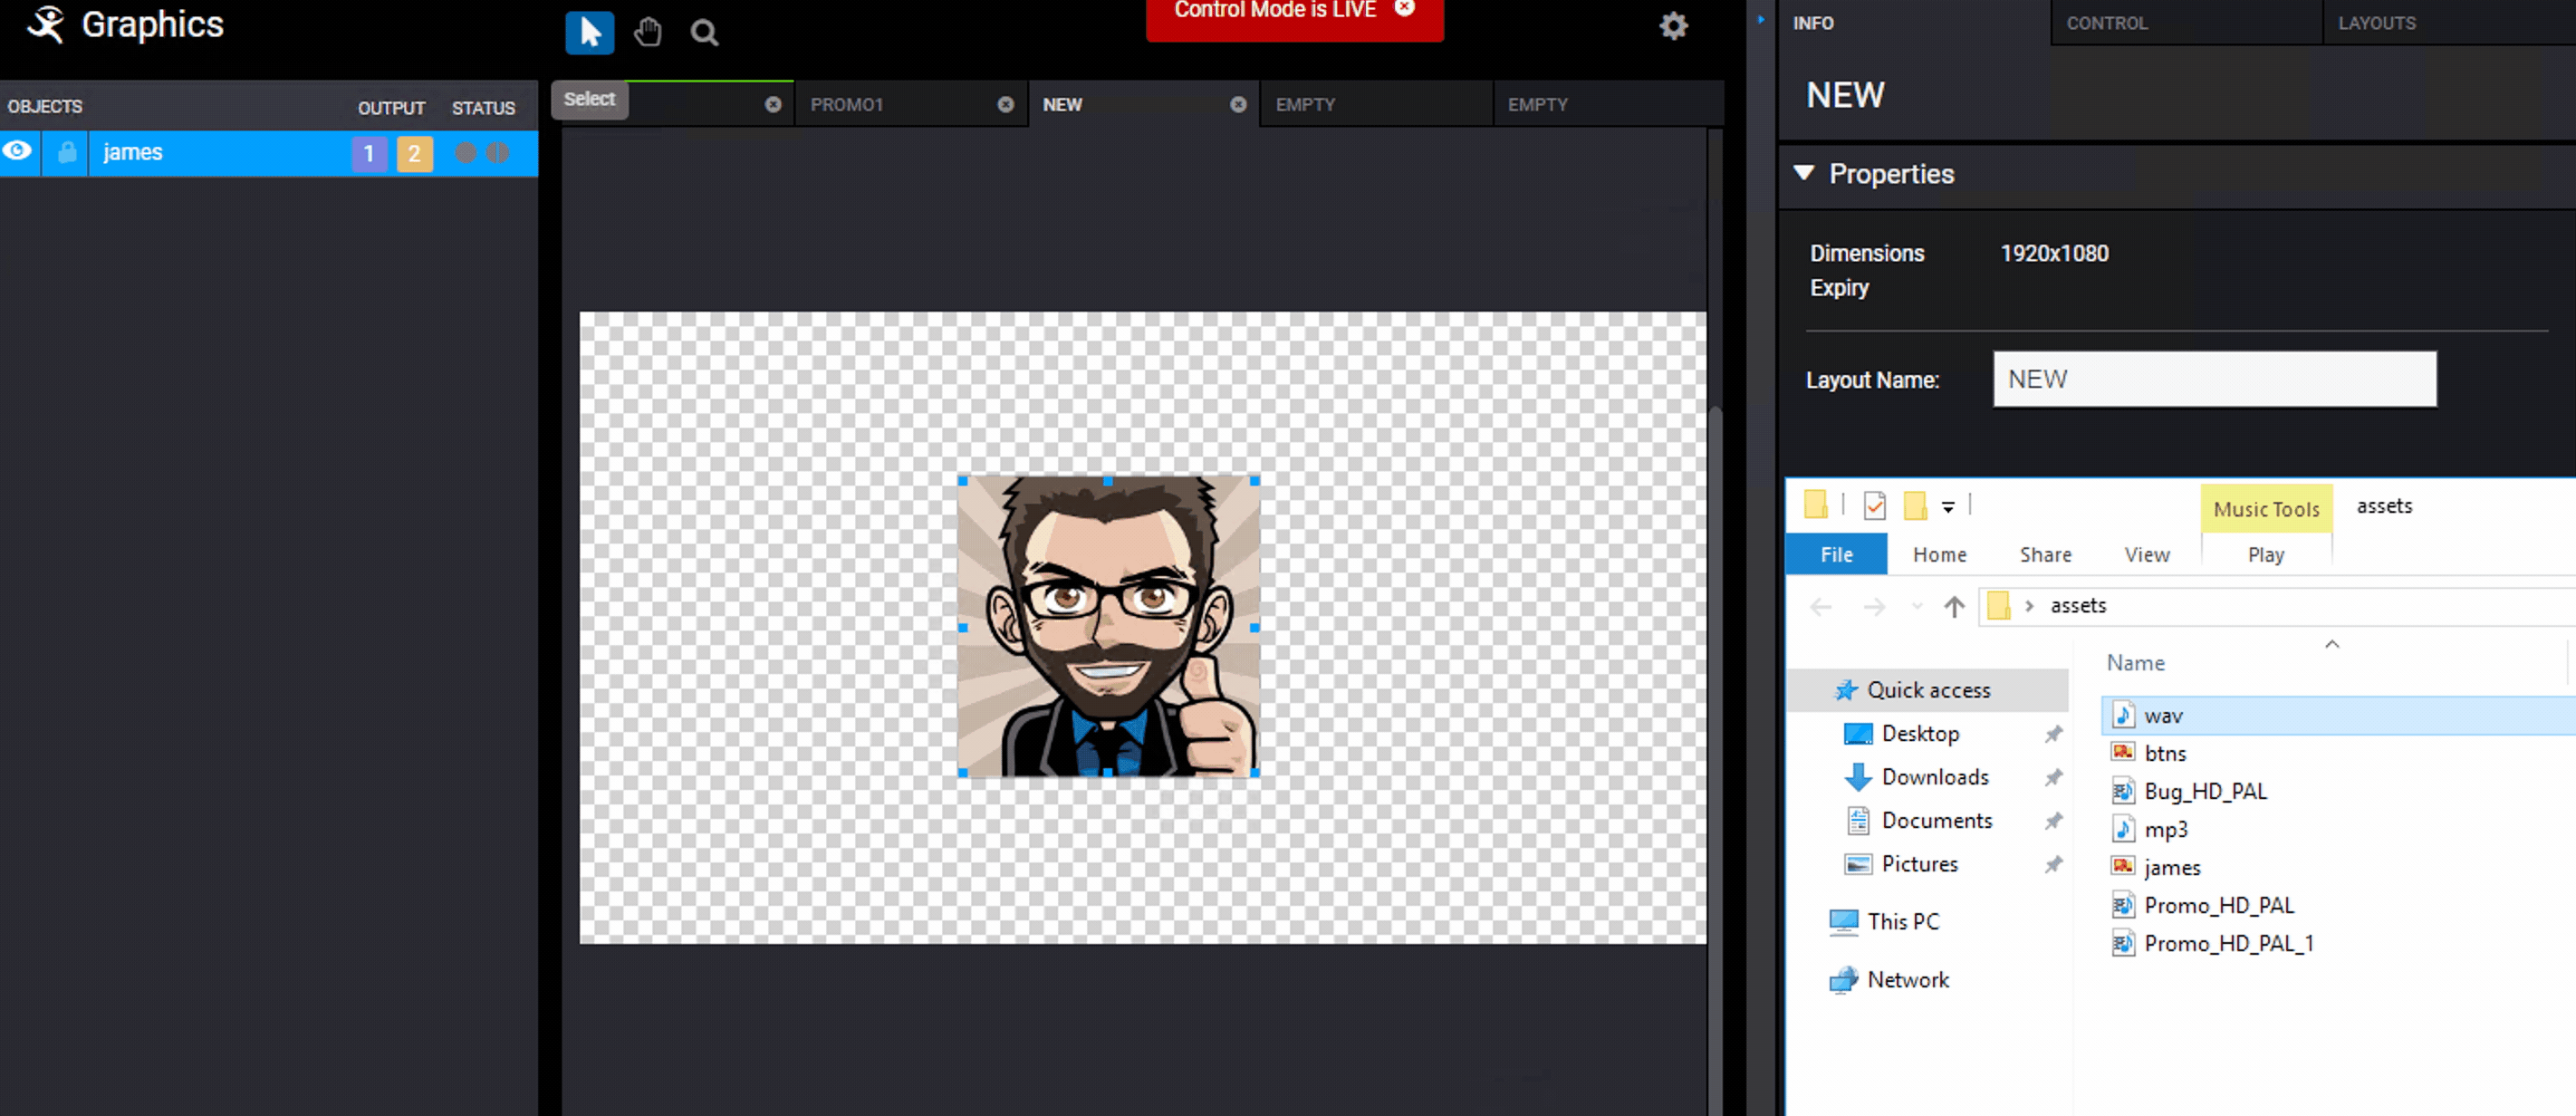 Graphics
Control Mode is LIVE
INFO
CONTROL
LAYOUTS
OBJECTS
OUTPUT
STATUS
Select
PROMO1
NEW
EMPTY
EMPTY
NEW
james
1
2
Properties
Dimensions
1920x1080
Expiry
Layout Name:
NEW
Music Tools
assets
File
Home
Share
View
Play
assets
Name
Quick access
Desktop
Downloads
Documents
Pictures
This PC
Network
wav
btns
Bug_HD_PAL
mp3
james
Promo_HD_PAL
Promo_HD_PAL_1